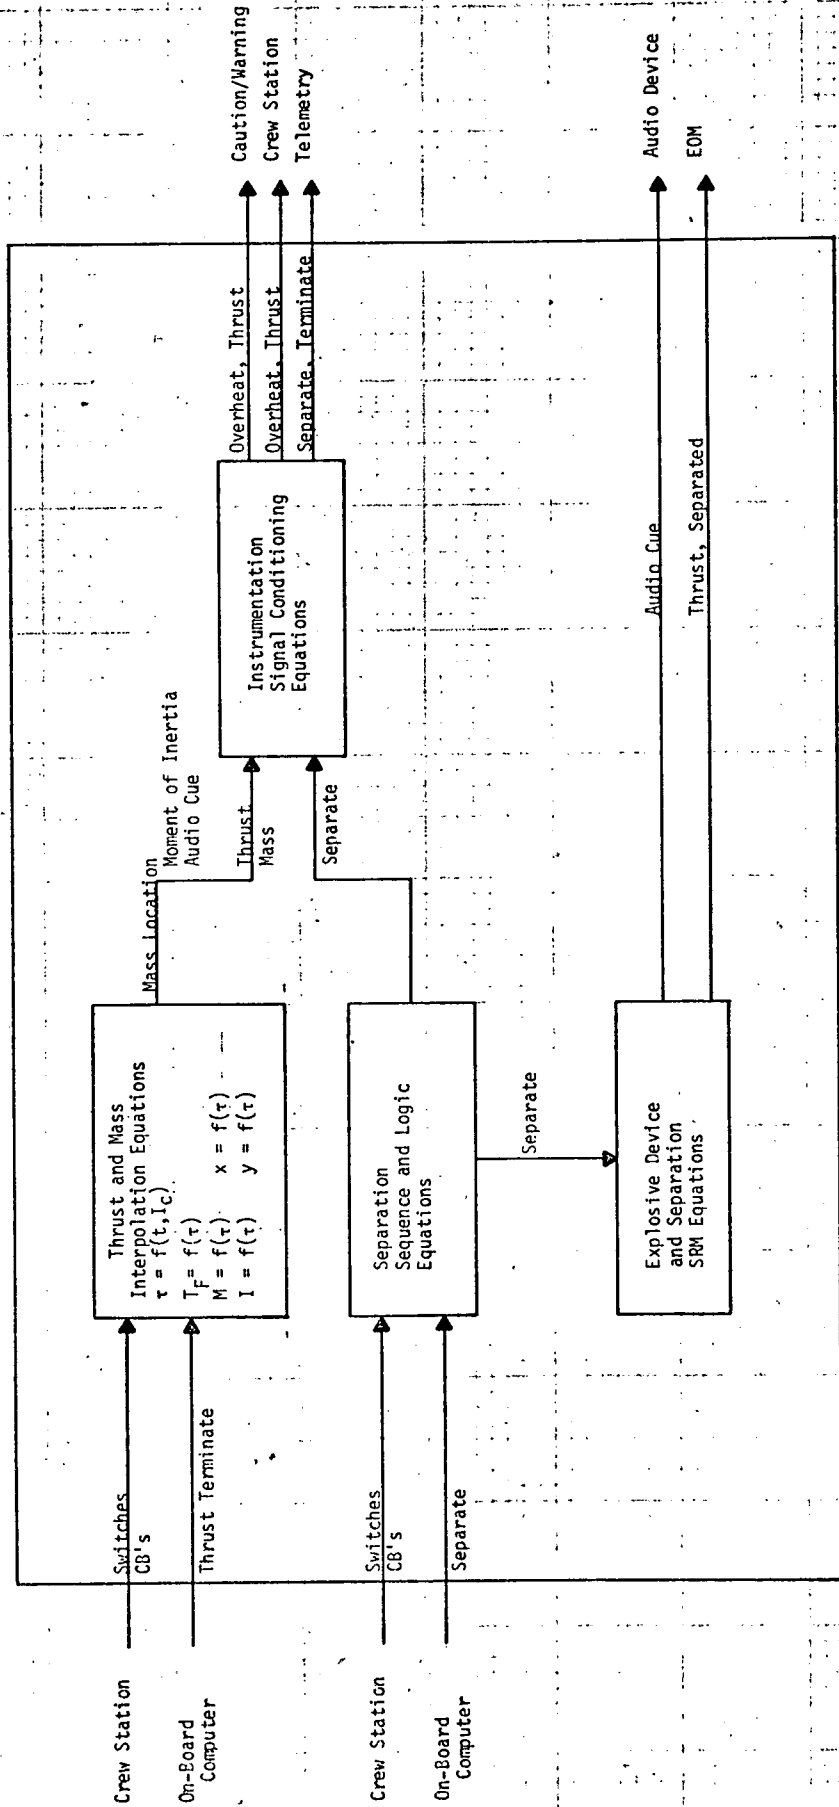 Crew Station
On-Board
Computer
Crew Station
On-Board
Computer
Switches
CB's
Thrust Terminate
Switches
CB's
Separate
Thrust and Mass
Interpolation Equations
τ = f(t,I_C)
T_F = f(τ)
M = f(τ) x = f(τ)
I = f(τ) y = f(τ)
Separation
Sequence and Logic
Equations
Separate
Explosive Device
and Separation
SRM Equations
Mass Location
Moment of Inertia
Audio Cue
Thrust
Mass
Separate
Instrumentation
Signal Conditioning
Equations
Overheat, Thrust
Overheat, Thrust
Separate, Terminate
Audio Cue
Thrust, Separated
Caution/Warning
Crew Station
Telemetry
Audio Device
EOM